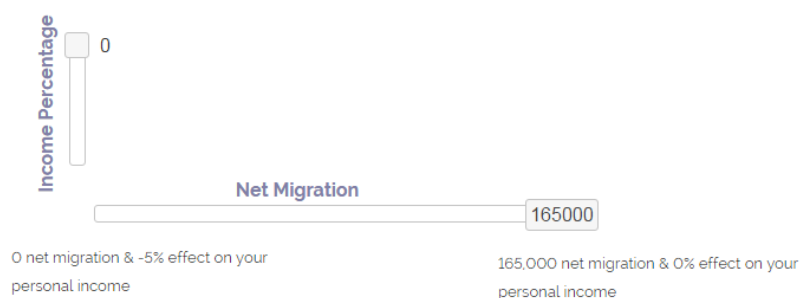 Income Percentage
0
Net Migration
165000
0 net migration & -5% effect on your
personal income
165,000 net migration & 0% effect on your
personal income